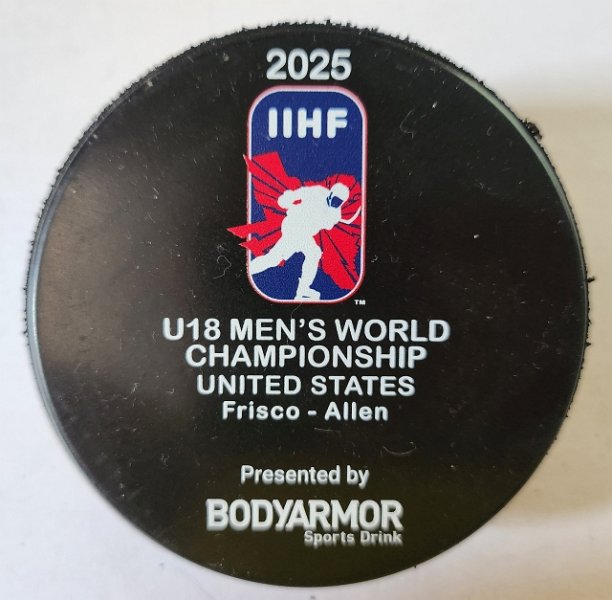 2025
IIHF
TM
U18 MEN'S WORLD
CHAMPIONSHIP
UNITED STATES
Frisco - Allen
Presented by
BODYARMOR
Sports Drink